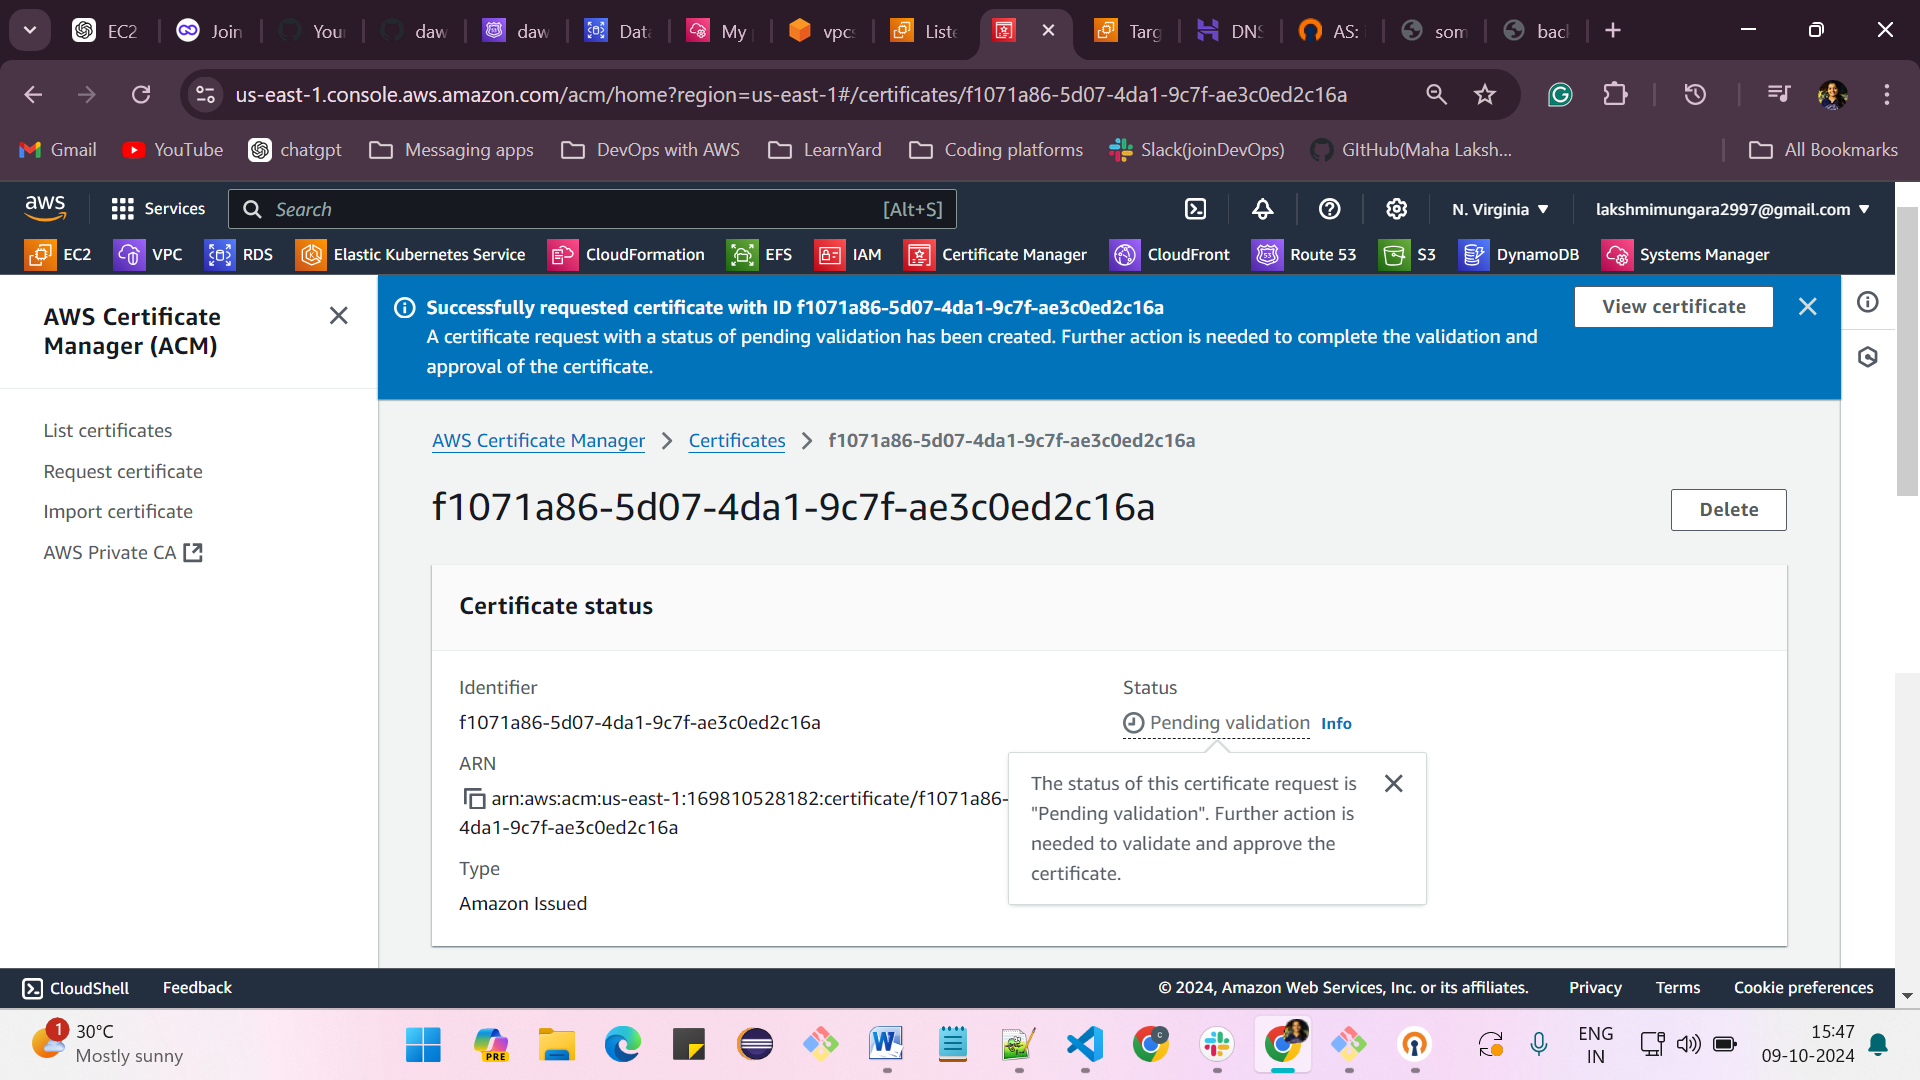 EC2
Join
You
daw
daw
Data
My
vpcs
Liste
Targ
DNS
AS:
som
bac
us-east-1.console.aws.amazon.com/acm/home?region=us-east-1#/certificates/f1071a86-5d07-4da1-9c7f-ae3c0ed2c16a
Gmail
YouTube
chatgpt
Messaging apps
DevOps with AWS
LearnYard
Coding platforms
Slack(joinDevOps)
GItHub(Maha Laksh...
All Bookmarks
aws
Services
Search
[Alt+S]
N. Virginia
lakshmimungara2997@gmail.com
EC2
VPC
RDS
Elastic Kubernetes Service
CloudFormation
EFS
IAM
Certificate Manager
CloudFront
Route 53
S3
DynamoDB
Systems Manager
AWS Certificate
Manager (ACM)
List certificates
Request certificate
Import certificate
AWS Private CA
Successfully requested certificate with ID f1071a86-5d07-4da1-9c7f-ae3c0ed2c16a
A certificate request with a status of pending validation has been created. Further action is needed to complete the validation and
approval of the certificate.
View certificate
AWS Certificate Manager
Certificates
f1071a86-5d07-4da1-9c7f-ae3c0ed2c16a
f1071a86-5d07-4da1-9c7f-ae3c0ed2c16a
Delete
Certificate status
Identifier
f1071a86-5d07-4da1-9c7f-ae3c0ed2c16a
ARN
arn:aws:acm:us-east-1:169810528182:certificate/f1071a86-
4da1-9c7f-ae3c0ed2c16a
Type
Amazon Issued
Status
Pending validation Info
The status of this certificate request is
"Pending validation". Further action is
needed to validate and approve the
certificate.
CloudShell
Feedback
© 2024, Amazon Web Services, Inc. or its affiliates.
Privacy
Terms
Cookie preferences
1
30°C
Mostly sunny
PRE
ENG
IN
15:47
09-10-2024